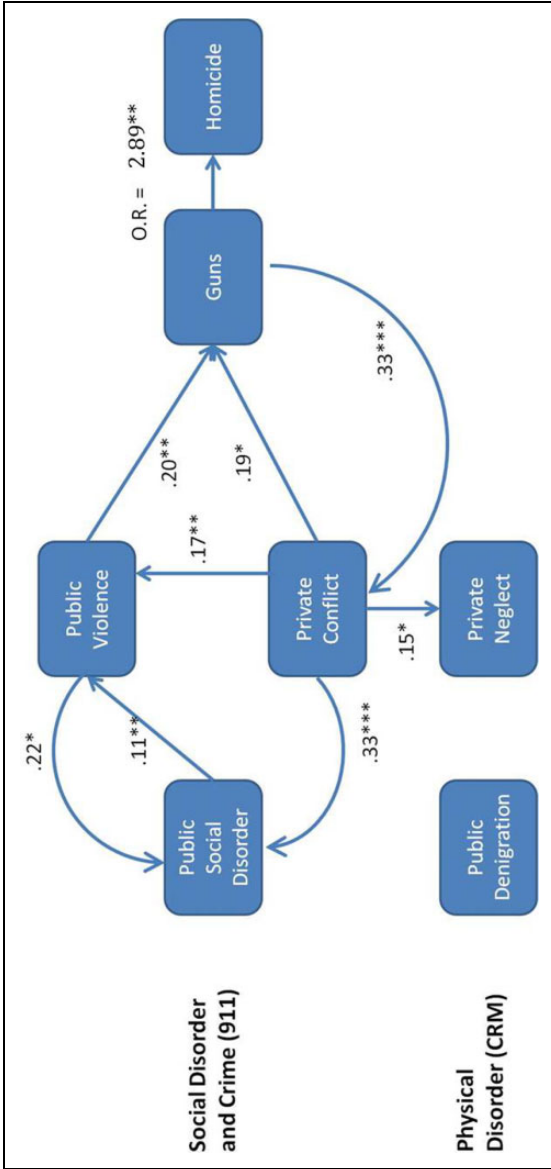 O.R. = 2.89**
Homicide
Guns
.33***
.20**
.19*
.17**
Public
Violence
Private
Conflict
.15*
Private
Neglect
.22*
.11**
.33***
Public
Social
Disorder
Public
Denigration
Social Disorder
and Crime (911)
Physical
Disorder (CRM)